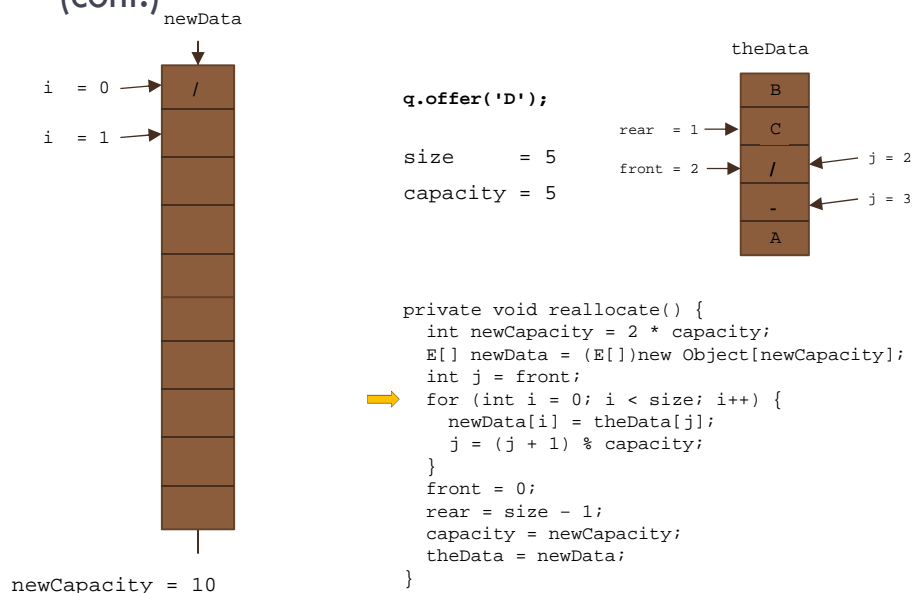 (cont.)
newData
i = 0
/
i = 1
newCapacity = 10
q.offer('D');
size = 5
capacity = 5
theData
B
rear = 1
C
front = 2
/
j = 2
-
j = 3
A
private void reallocate() {
int newCapacity = 2 * capacity;
E[] newData = (E[])new Object[newCapacity];
int j = front;
for (int i = 0; i < size; i++) {
newData[i] = theData[j];
j = (j + 1) % capacity;
}
front = 0;
rear = size – 1;
capacity = newCapacity;
theData = newData;
}